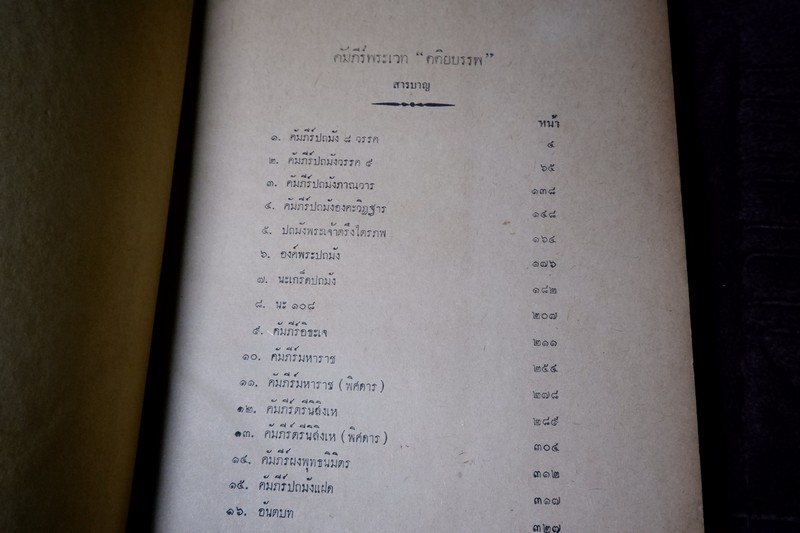 คัมภีร์พระเวท “ตติยบรรพ”
สารบาญ
หน้า
๑. คัมภีร์ปถมัง ๘ วรรค ๔
๒. คัมภีร์ปถมังวรรค ๙ ๖๕
๓. คัมภีร์ปถมังภาณวาร ๑๓๘
๔. คัมภีร์ปถมังองคะวิฏฐาร ๑๔๘
๕. ปถมังพระเจ้าตรึงไตรภพ ๑๖๔
๖. องค์พระปถมัง ๑๗๖
๗. นะเกร็ดปถมัง ๑๘๒
๘. นะ ๑๐๘ ๒๐๗
๙. คัมภีร์อิธะเจ ๒๑๑
๑๐. คัมภีร์มหาราช ๒๕๔
๑๑. คัมภีร์มหาราช (พิศดาร) ๒๗๘
๑๒. คัมภีร์ตรีนิสิงเห ๒๘๙
๑๓. คัมภีร์ตรีนิสิงเห (พิศดาร) ๓๐๔
๑๔. คัมภีร์ผงพุทธนิมิตร ๓๑๒
๑๕. คัมภีร์ปถมังแฝด ๓๑๗
๑๖. อันตบท ๓๒๗